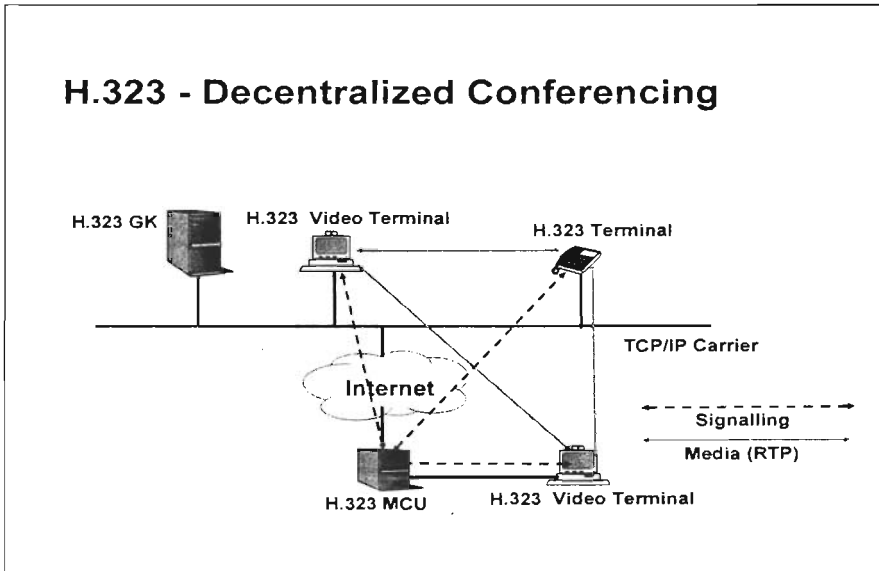 H.323 - Decentralized Conferencing
H.323 GK
H.323 Video Terminal
H.323 Terminal
TCP/IP Carrier
Internet
Signalling
Media (RTP)
H.323 MCU
H.323 Video Terminal